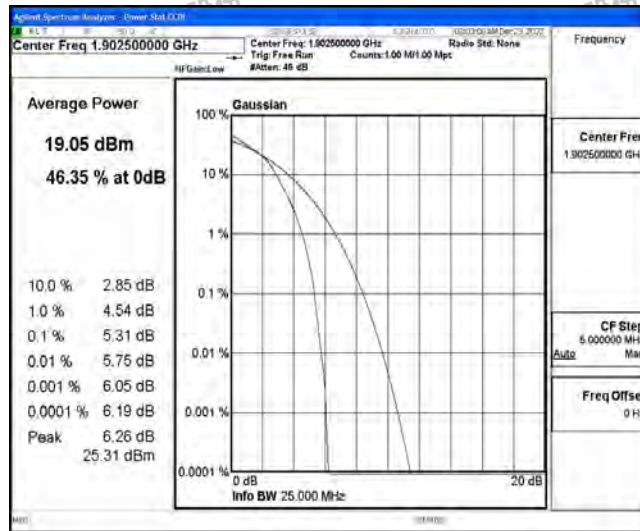 Agilent Spectrum Analyzer - Power Stat CCDF
Center Freq 1.902500000 GHz
Center Freq: 1.902500000 GHz
Radio Std: None
Trig: Free Run
Counts:1.00 M/1.00 Mpt
#IFGain:Low
#Atten: 46 dB
Frequency
Average Power
19.05 dBm
46.35 % at 0dB
10.0 % 2.85 dB
1.0 % 4.54 dB
0.1 % 5.31 dB
0.01 % 5.75 dB
0.001 % 6.05 dB
0.0001 % 6.19 dB
Peak 6.26 dB
25.31 dBm
Gaussian
100 %
10 %
1 %
0.1 %
0.01 %
0.001 %
0.0001 %
0 dB
20 dB
Info BW 25.000 MHz
Center Fre
1.902500000 GH
CF Step
5.000000 MH
Auto Ma
Freq Offse
0 H
MSG
STATUS